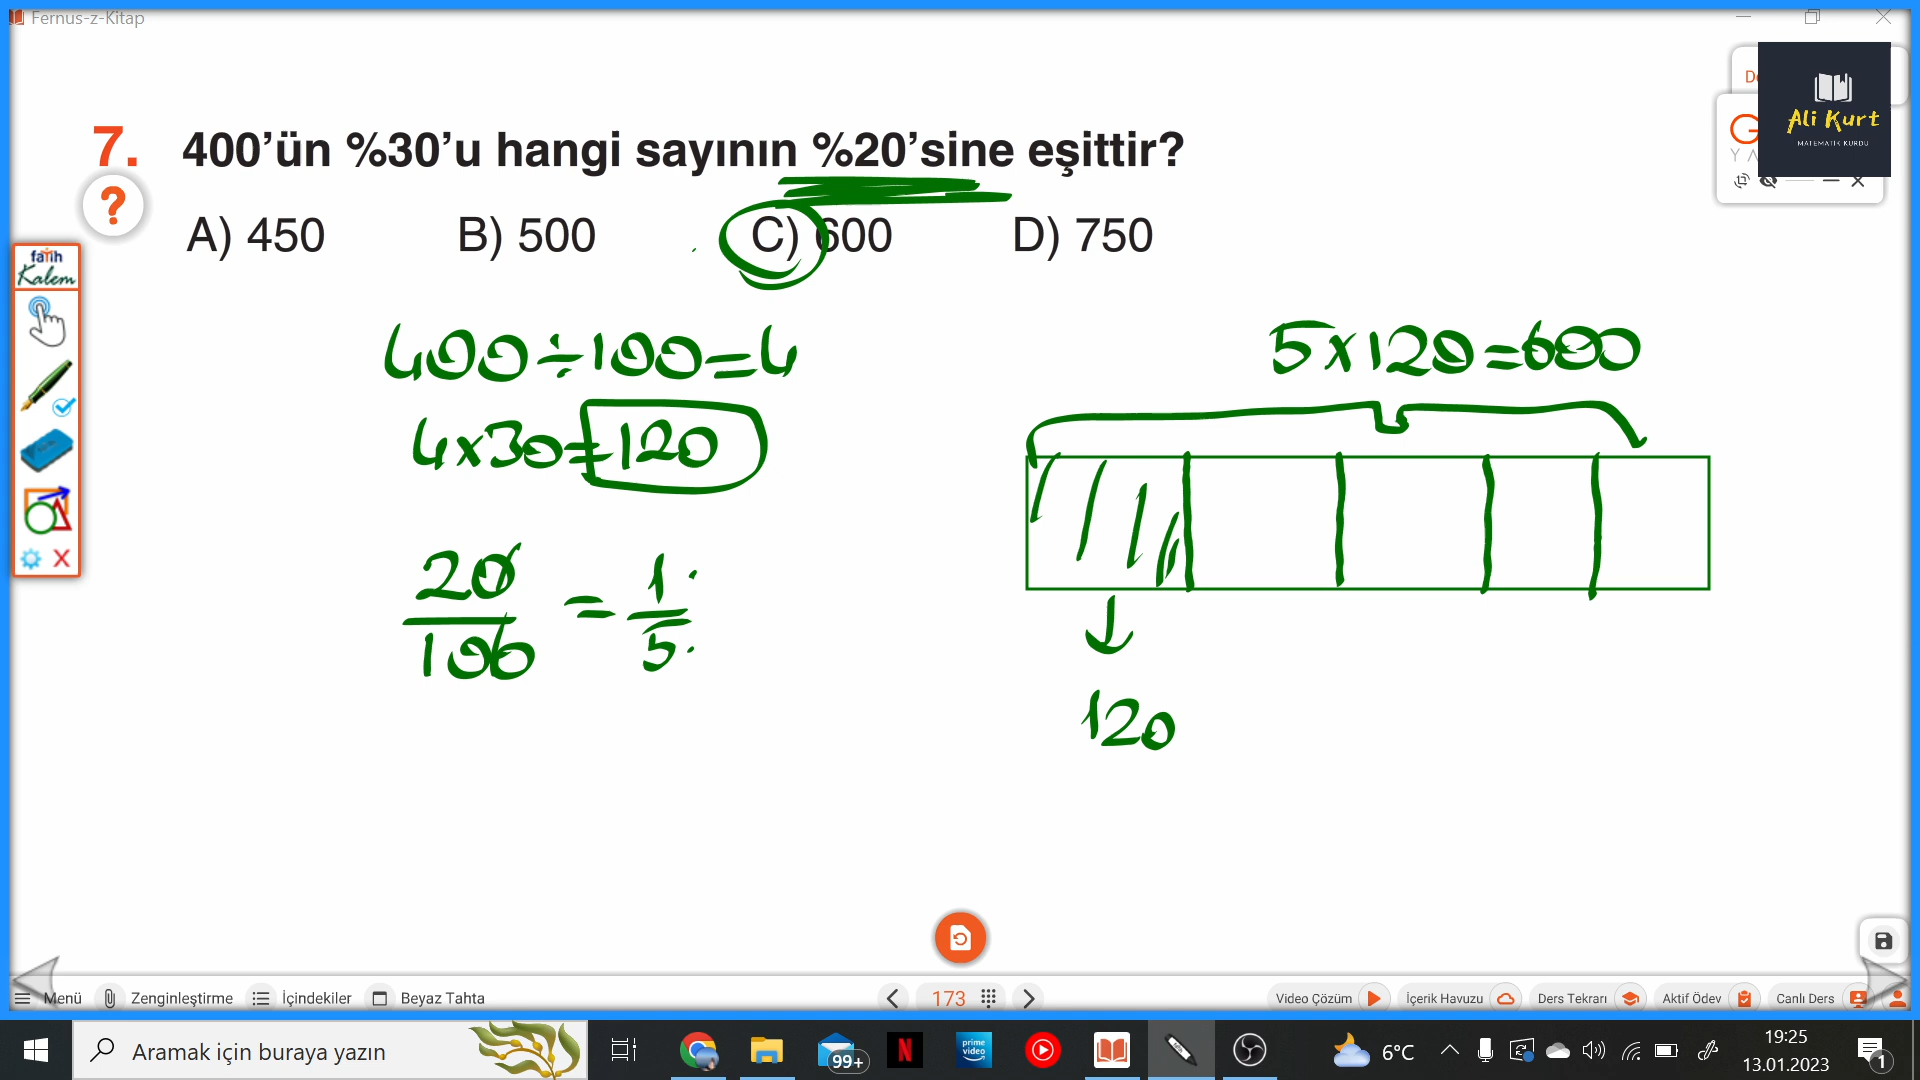 Fernus-z-Kitap
7. 400’ün %30’u hangi sayının %20’sine eşittir?
A) 450 B) 500 C) 600 D) 750
Ali Kurt
MATEMATİK KURDU
fatih
Kalem
400÷100=4
4x30=120
20/100 = 1/5
5x120=600
120
Menü Zenginleştirme İçindekiler Beyaz Tahta 173 Video Çözüm İçerik Havuzu Ders Tekrarı Aktif Ödev Canlı Ders
Aramak için buraya yazın
99+
N
prime video
6°C
19:25
13.01.2023
1